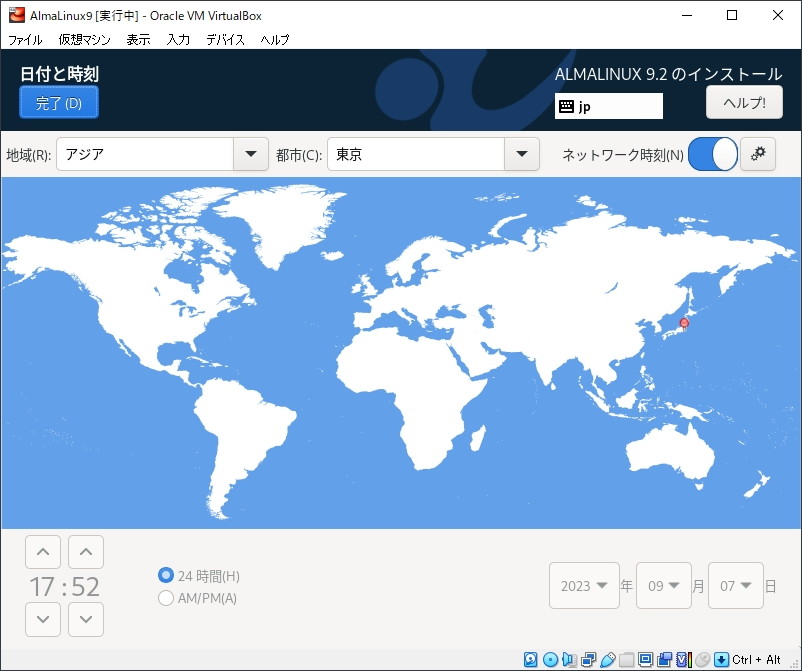 AlmaLinux9 [実行中] - Oracle VM VirtualBox
ファイル 仮想マシン 表示 入力 デバイス ヘルプ
日付と時刻
ALMALINUX 9.2 のインストール
完了(D)
jp
ヘルプ!
地域(R): アジア 都市(C): 東京 ネットワーク時刻(N)
17 : 52
24 時間(H)
AM/PM(A)
2023 年 09 月 07 日
Ctrl + Alt